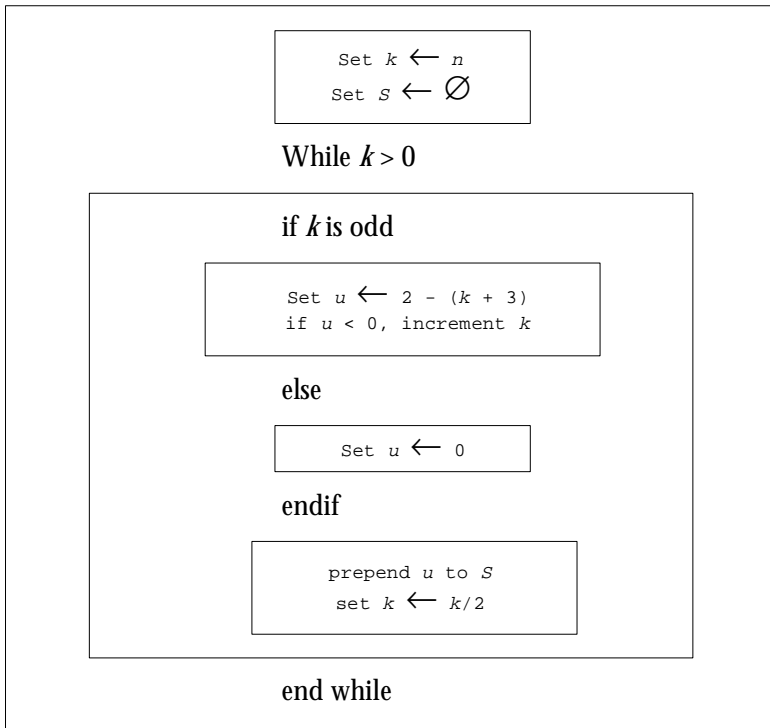 Set k ← n
Set S ← ∅
While k > 0
if k is odd
Set u ← 2 - (k + 3)
if u < 0, increment k
else
Set u ← 0
endif
prepend u to S
set k ← k/2
end while